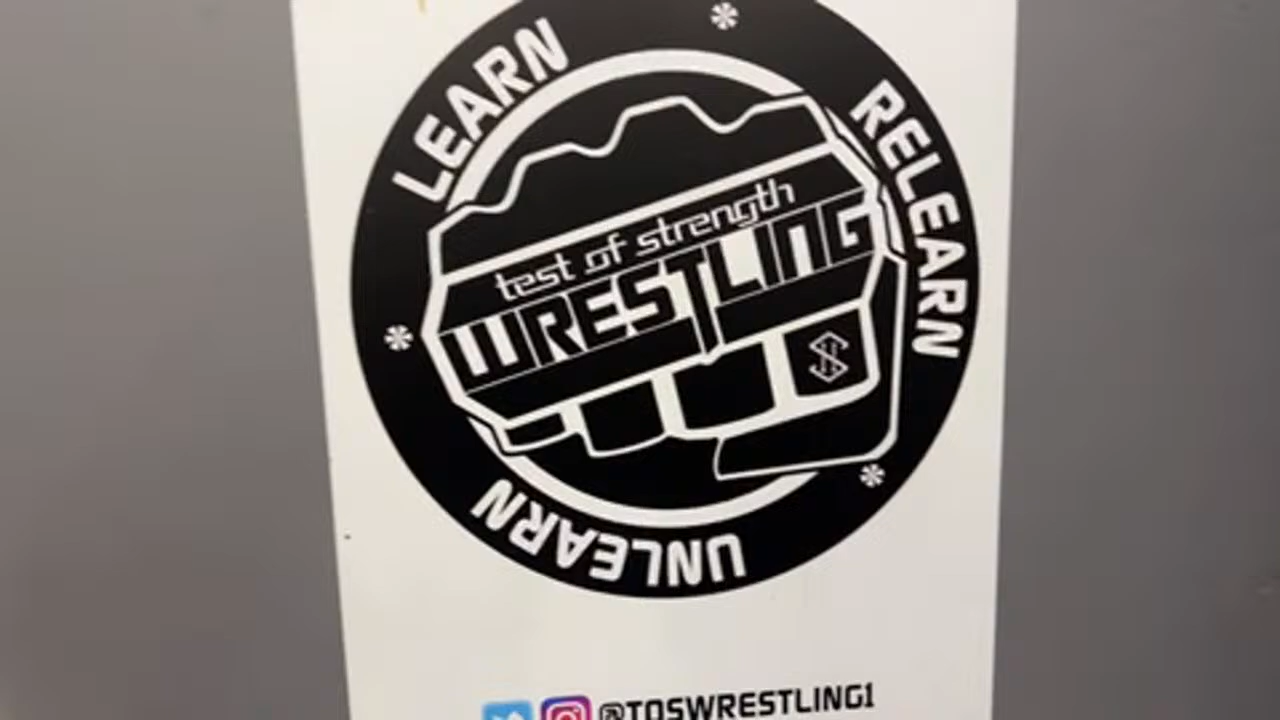 LEARN
RELEARN
UNLEARN
test of strength
WRESTLING
@TOSWRESTLING1